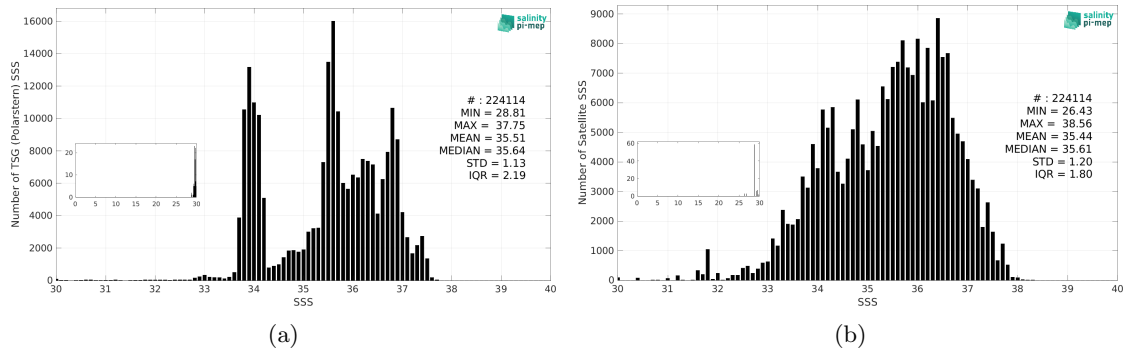 salinity
pi-mep
Number of TSG (Polarstern) SSS
16000
14000
12000
10000
8000
6000
4000
2000
0
# : 224114
MIN = 28.81
MAX = 37.75
MEAN = 35.51
MEDIAN = 35.64
STD = 1.13
IQR = 2.19
20
10
0
0 5 10 15 20 25 30
30 31 32 33 34 35 36 37 38 39 40
SSS
(a)
salinity
pi-mep
Number of Satellite SSS
9000
8000
7000
6000
5000
4000
3000
2000
1000
0
# : 224114
MIN = 26.43
MAX = 38.56
MEAN = 35.44
MEDIAN = 35.61
STD = 1.20
IQR = 1.80
60
40
20
0
0 5 10 15 20 25 30
30 31 32 33 34 35 36 37 38 39 40
SSS
(b)